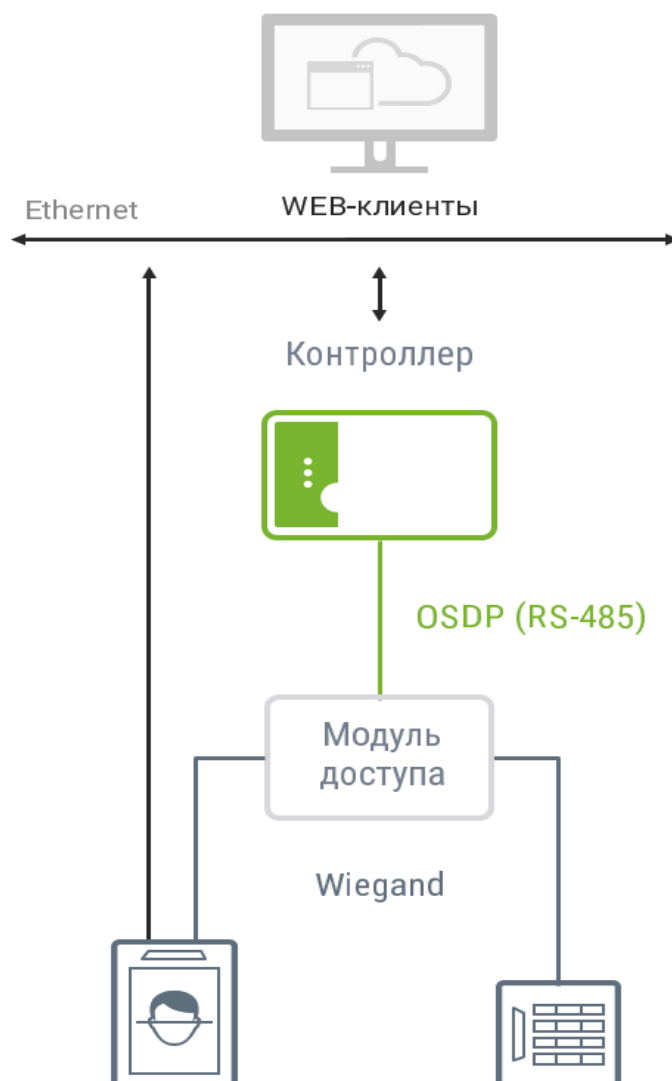 Ethernet
WEB-клиенты
Контроллер
OSDP (RS-485)
Модуль
доступа
Wiegand